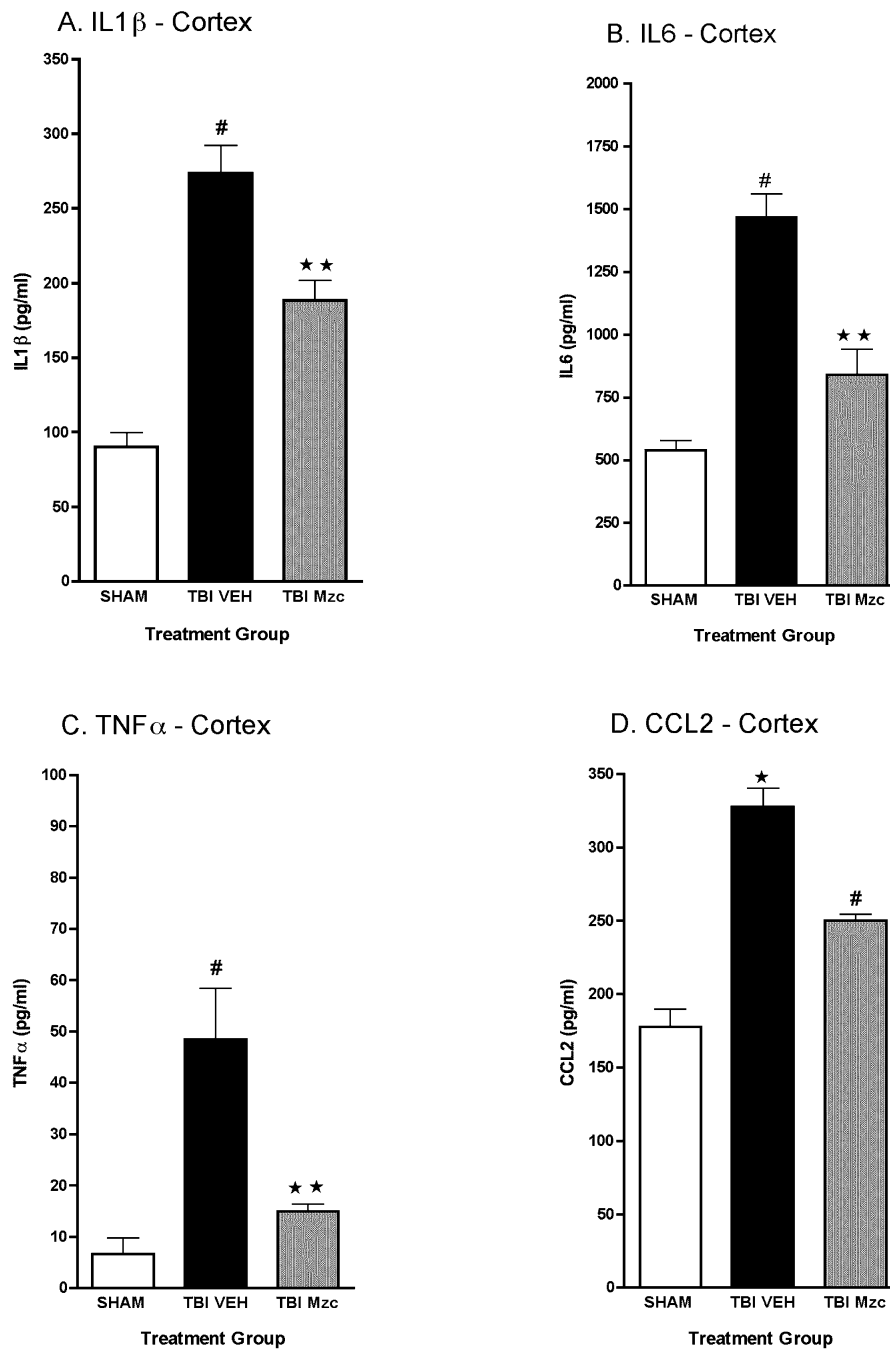 A. IL1β - Cortex
350
300
250
200
150
100
50
0
IL1β (pg/ml)
#
★ ★
SHAM TBI VEH TBI Mzc
Treatment Group
B. IL6 - Cortex
2000
1750
1500
1250
1000
750
500
250
0
IL6 (pg/ml)
#
★ ★
SHAM TBI VEH TBI Mzc
Treatment Group
C. TNFα - Cortex
100
90
80
70
60
50
40
30
20
10
0
TNFα (pg/ml)
#
★ ★
SHAM TBI VEH TBI Mzc
Treatment Group
D. CCL2 - Cortex
350
300
250
200
150
100
50
0
CCL2 (pg/ml)
★
#
SHAM TBI VEH TBI Mzc
Treatment Group